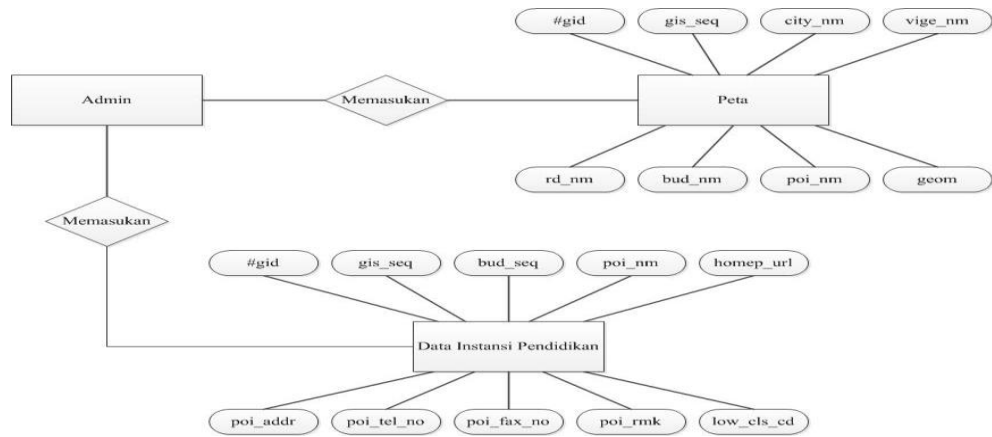 #gid gis_seq city_nm vige_nm
Admin Memasukan Peta
rd_nm bud_nm poi_nm geom
Memasukan
#gid gis_seq bud_seq poi_nm homep_url
Data Instansi Pendidikan
poi_addr poi_tel_no poi_fax_no poi_rmk low_cls_cd